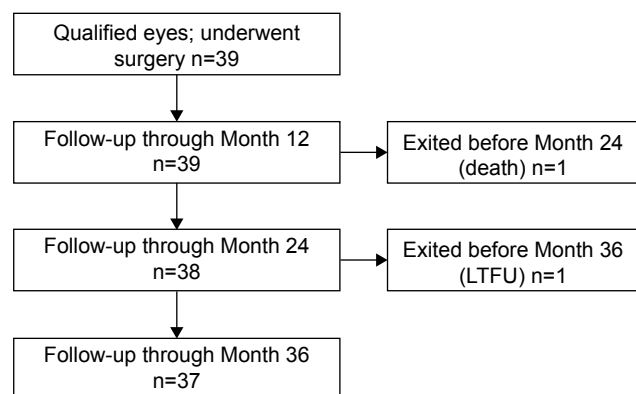 Qualified eyes; underwent
surgery n=39
Follow-up through Month 12
n=39
Exited before Month 24
(death) n=1
Follow-up through Month 24
n=38
Exited before Month 36
(LTFU) n=1
Follow-up through Month 36
n=37